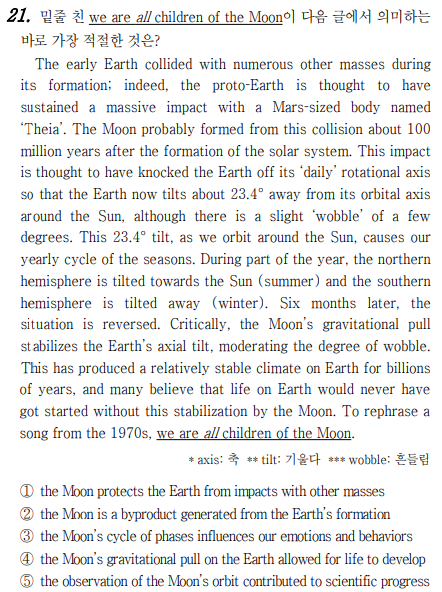 21. 밑줄 친 we are all children of the Moon이 다음 글에서 의미하는
바로 가장 적절한 것은?
The early Earth collided with numerous other masses during
its formation; indeed, the proto-Earth is thought to have
sustained a massive impact with a Mars-sized body named
‘Theia’. The Moon probably formed from this collision about 100
million years after the formation of the solar system. This impact
is thought to have knocked the Earth off its ‘daily’ rotational axis
so that the Earth now tilts about 23.4° away from its orbital axis
around the Sun, although there is a slight ‘wobble’ of a few
degrees. This 23.4° tilt, as we orbit around the Sun, causes our
yearly cycle of the seasons. During part of the year, the northern
hemisphere is tilted towards the Sun (summer) and the southern
hemisphere is tilted away (winter). Six months later, the
situation is reversed. Critically, the Moon’s gravitational pull
stabilizes the Earth’s axial tilt, moderating the degree of wobble.
This has produced a relatively stable climate on Earth for billions
of years, and many believe that life on Earth would never have
got started without this stabilization by the Moon. To rephrase a
song from the 1970s, we are all children of the Moon.
* axis: 축 ** tilt: 기울다 *** wobble: 흔들림
① the Moon protects the Earth from impacts with other masses
② the Moon is a byproduct generated from the Earth’s formation
③ the Moon’s cycle of phases influences our emotions and behaviors
④ the Moon’s gravitational pull on the Earth allowed for life to develop
⑤ the observation of the Moon’s orbit contributed to scientific progress